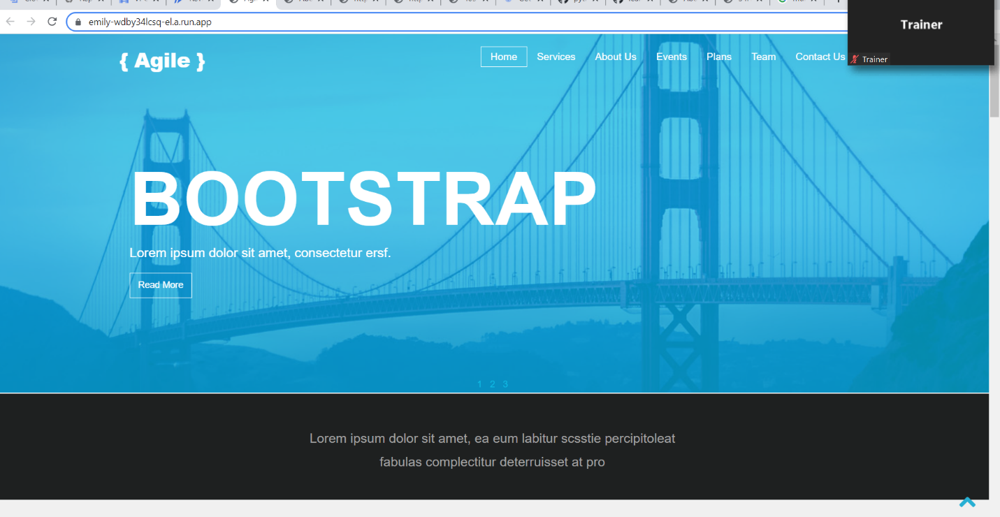 emily-wdby34lcsq-el.a.run.app
Trainer
Trainer
{ Agile }
Home Services About Us Events Plans Team Contact Us
BOOTSTRAP
Lorem ipsum dolor sit amet, consectetur ersf.
Read More
1 2 3
Lorem ipsum dolor sit amet, ea eum labitur scsstie percipitoleat
fabulas complectitur deterruisset at pro